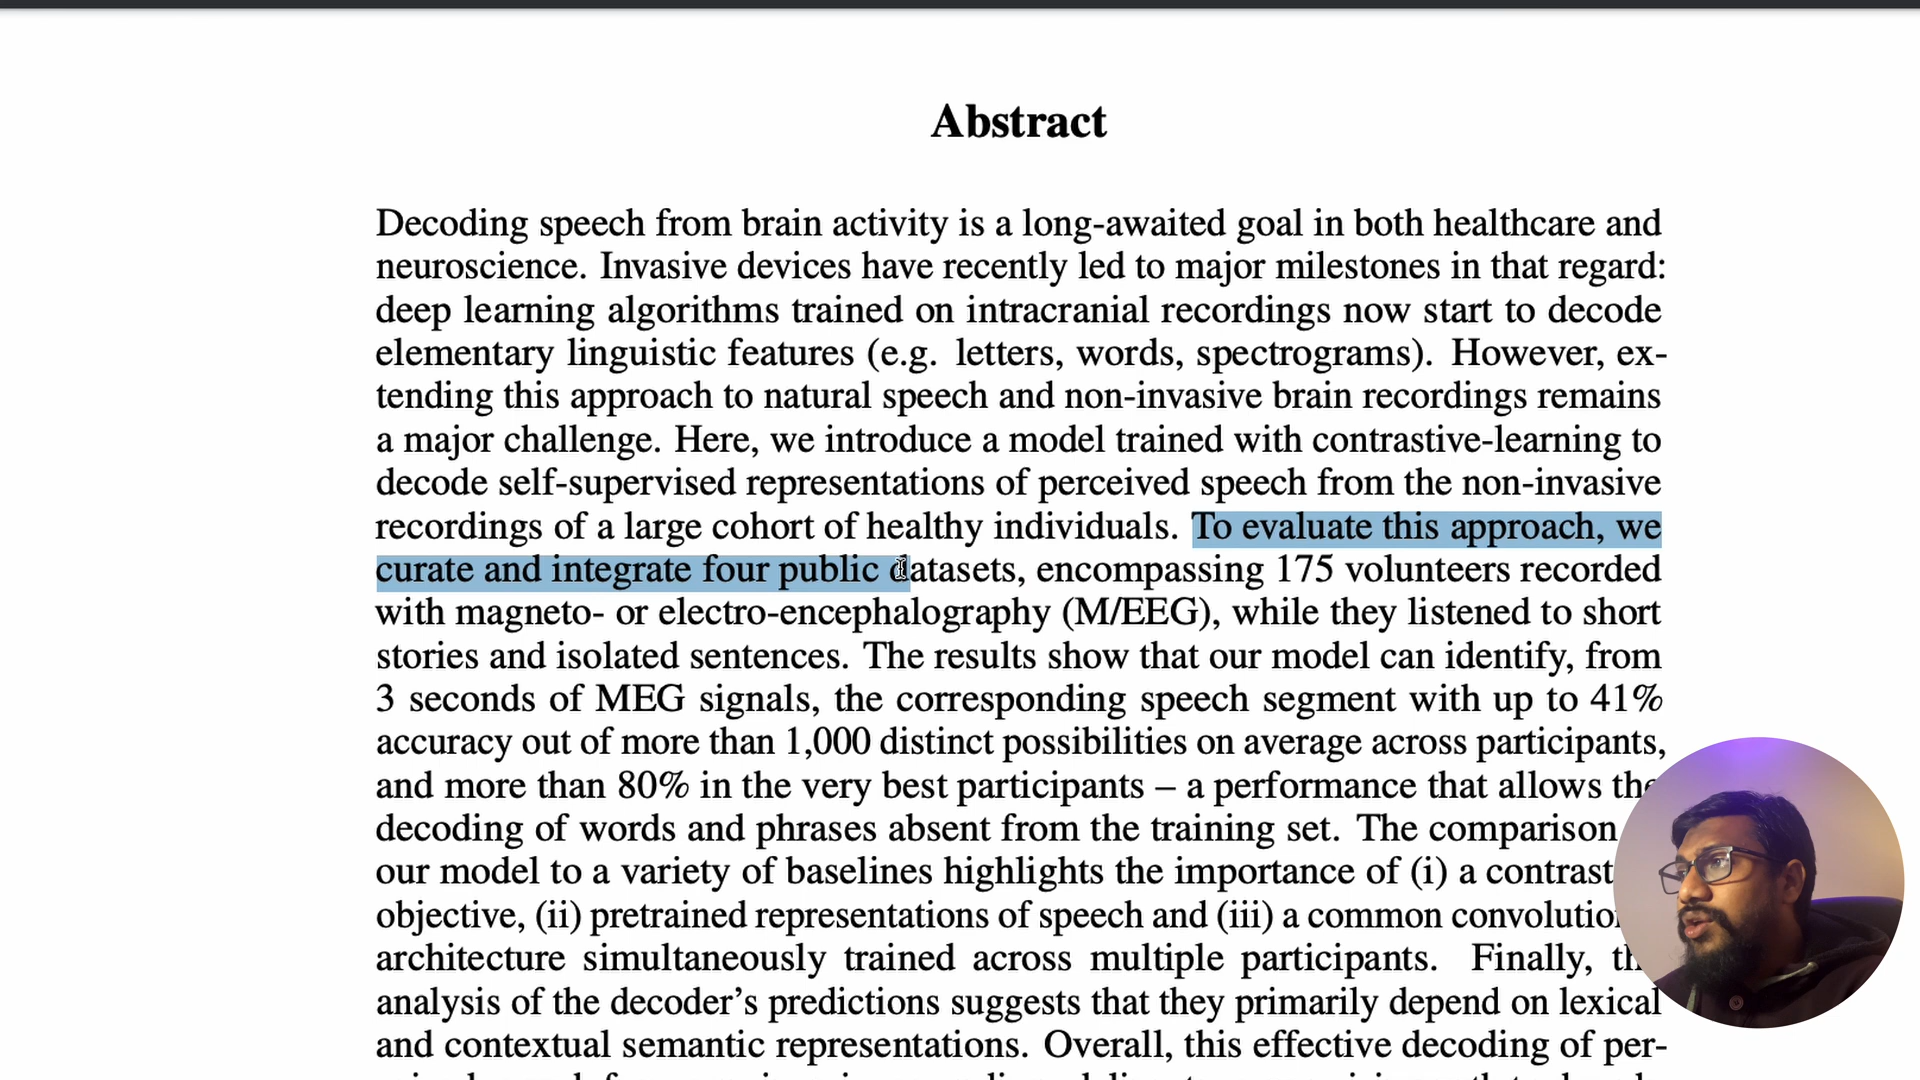 Abstract
Decoding speech from brain activity is a long-awaited goal in both healthcare and
neuroscience. Invasive devices have recently led to major milestones in that regard:
deep learning algorithms trained on intracranial recordings now start to decode
elementary linguistic features (e.g. letters, words, spectrograms). However, ex-
tending this approach to natural speech and non-invasive brain recordings remains
a major challenge. Here, we introduce a model trained with contrastive-learning to
decode self-supervised representations of perceived speech from the non-invasive
recordings of a large cohort of healthy individuals. To evaluate this approach, we
curate and integrate four public datasets, encompassing 175 volunteers recorded
with magneto- or electro-encephalography (M/EEG), while they listened to short
stories and isolated sentences. The results show that our model can identify, from
3 seconds of MEG signals, the corresponding speech segment with up to 41%
accuracy out of more than 1,000 distinct possibilities on average across participants,
and more than 80% in the very best participants – a performance that allows the
decoding of words and phrases absent from the training set. The comparison
our model to a variety of baselines highlights the importance of (i) a contrast
objective, (ii) pretrained representations of speech and (iii) a common convolution
architecture simultaneously trained across multiple participants. Finally, th
analysis of the decoder's predictions suggests that they primarily depend on lexical
and contextual semantic representations. Overall, this effective decoding of per-